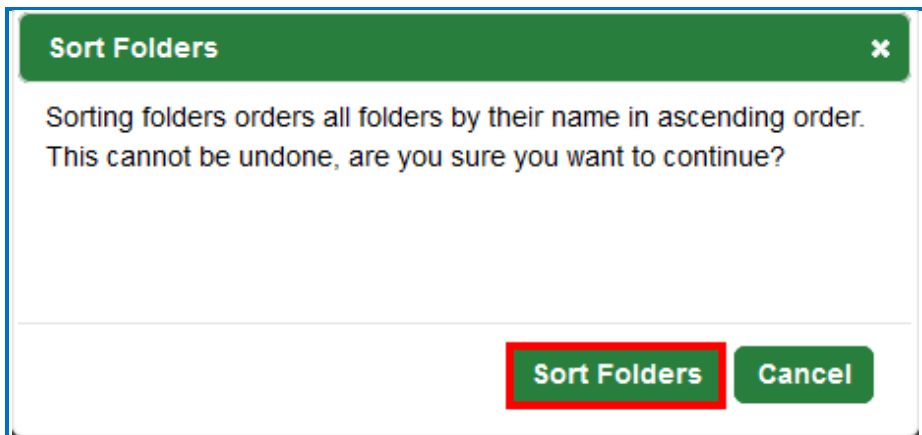 Sort Folders
Sorting folders orders all folders by their name in ascending order.
This cannot be undone, are you sure you want to continue?
Sort Folders
Cancel